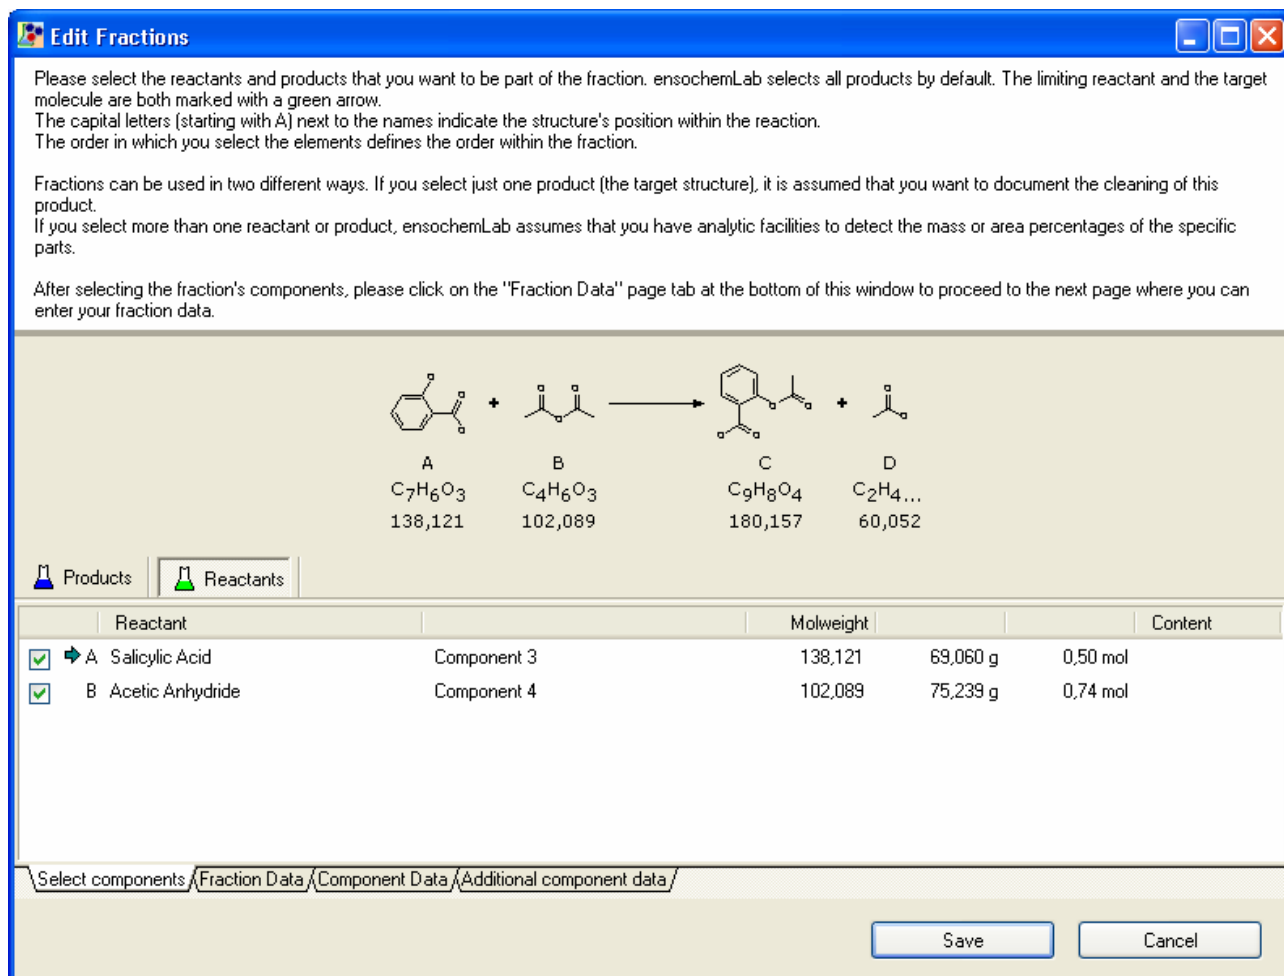 Edit Fractions
Please select the reactants and products that you want to be part of the fraction. ensochemLab selects all products by default. The limiting reactant and the target
molecule are both marked with a green arrow.
The capital letters (starting with A) next to the names indicate the structure's position within the reaction.
The order in which you select the elements defines the order within the fraction.
Fractions can be used in two different ways. If you select just one product (the target structure), it is assumed that you want to document the cleaning of this
product.
If you select more than one reactant or product, ensochemLab assumes that you have analytic facilities to detect the mass or area percentages of the specific
parts.
After selecting the fraction's components, please click on the "Fraction Data" page tab at the bottom of this window to proceed to the next page where you can
enter your fraction data.
+ +
A B C D
C7H6O3 C4H6O3 C9H8O4 C2H4...
138,121 102,089 180,157 60,052
Products Reactants
Reactant Molweight Content
A Salicylic Acid Component 3 138,121 69,060 g 0,50 mol
B Acetic Anhydride Component 4 102,089 75,239 g 0,74 mol
Select components Fraction Data Component Data Additional component data
Save Cancel